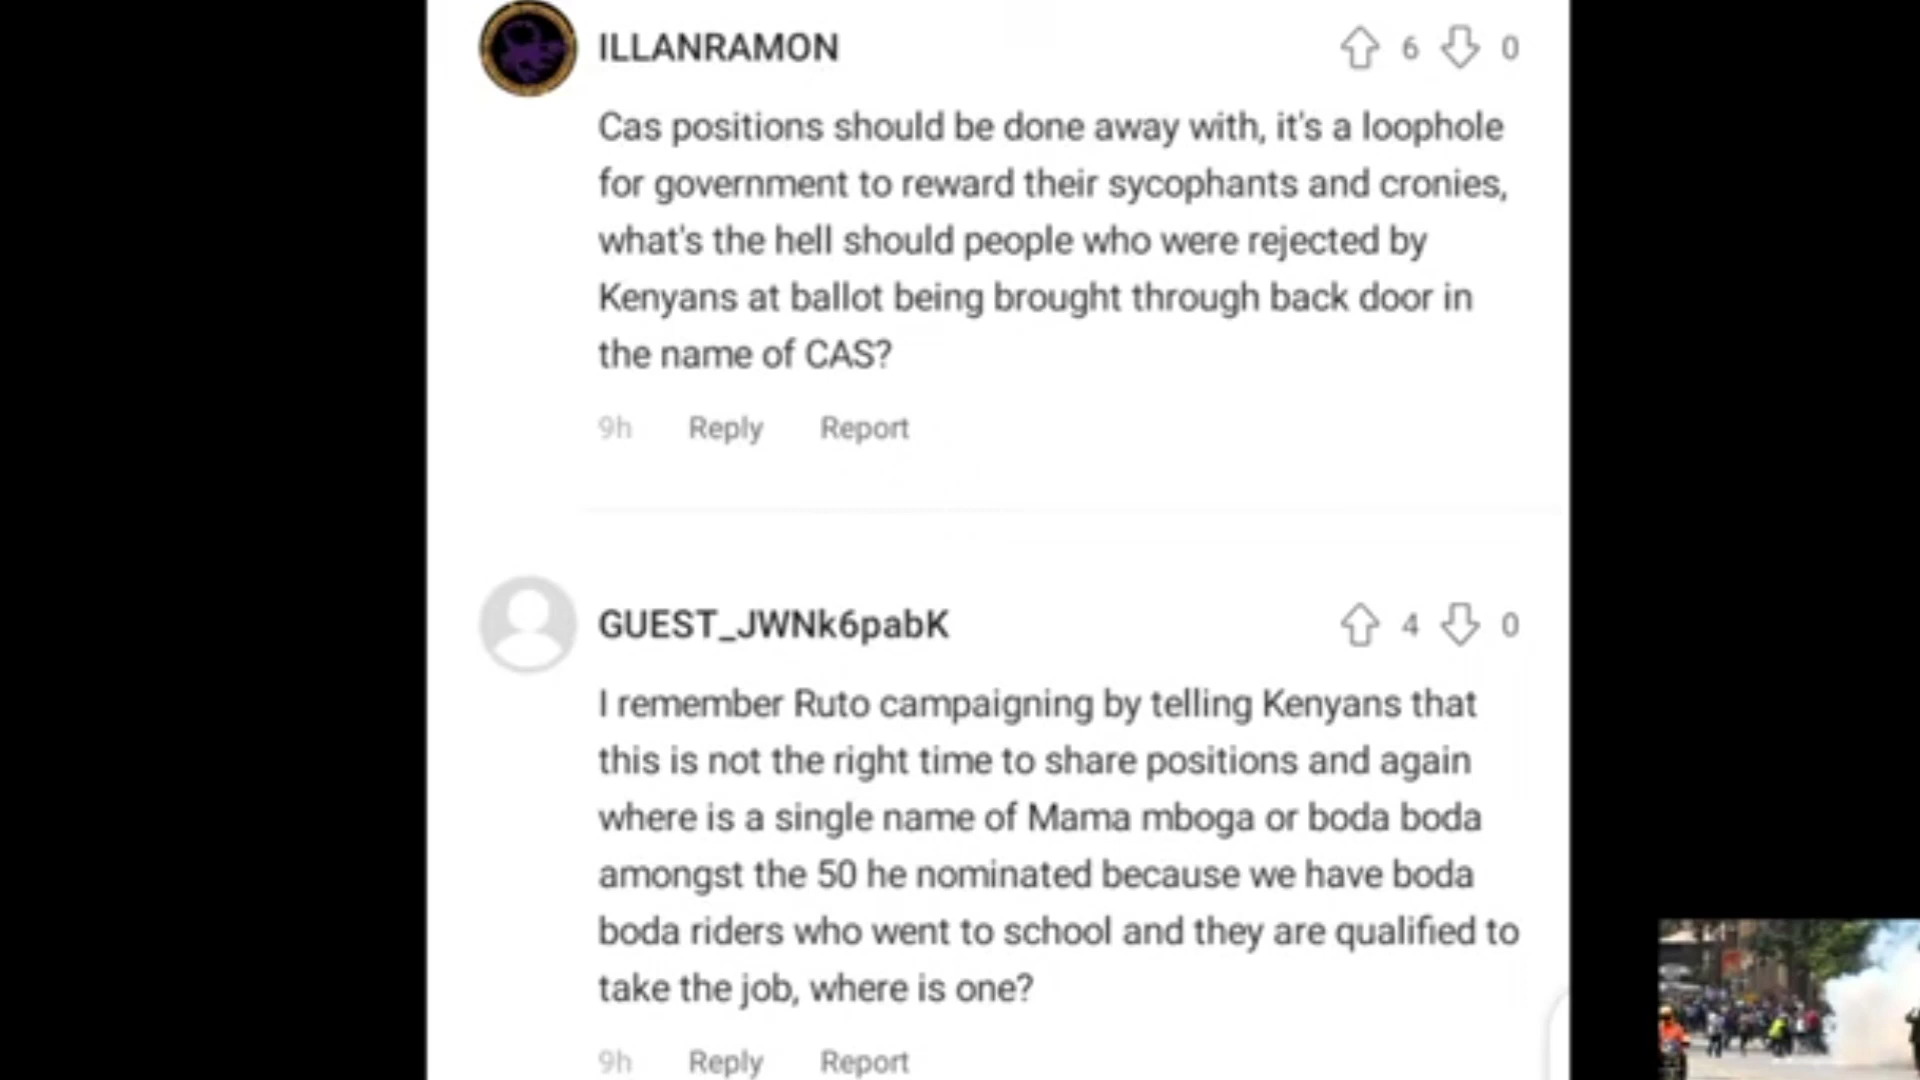 ILLANRAMON 6 0
Cas positions should be done away with, it's a loophole
for government to reward their sycophants and cronies,
what's the hell should people who were rejected by
Kenyans at ballot being brought through back door in
the name of CAS?
9h Reply Report
GUEST_JWNk6pabK 4 0
I remember Ruto campaigning by telling Kenyans that
this is not the right time to share positions and again
where is a single name of Mama mboga or boda boda
amongst the 50 he nominated because we have boda
boda riders who went to school and they are qualified to
take the job, where is one?
9h Reply Report